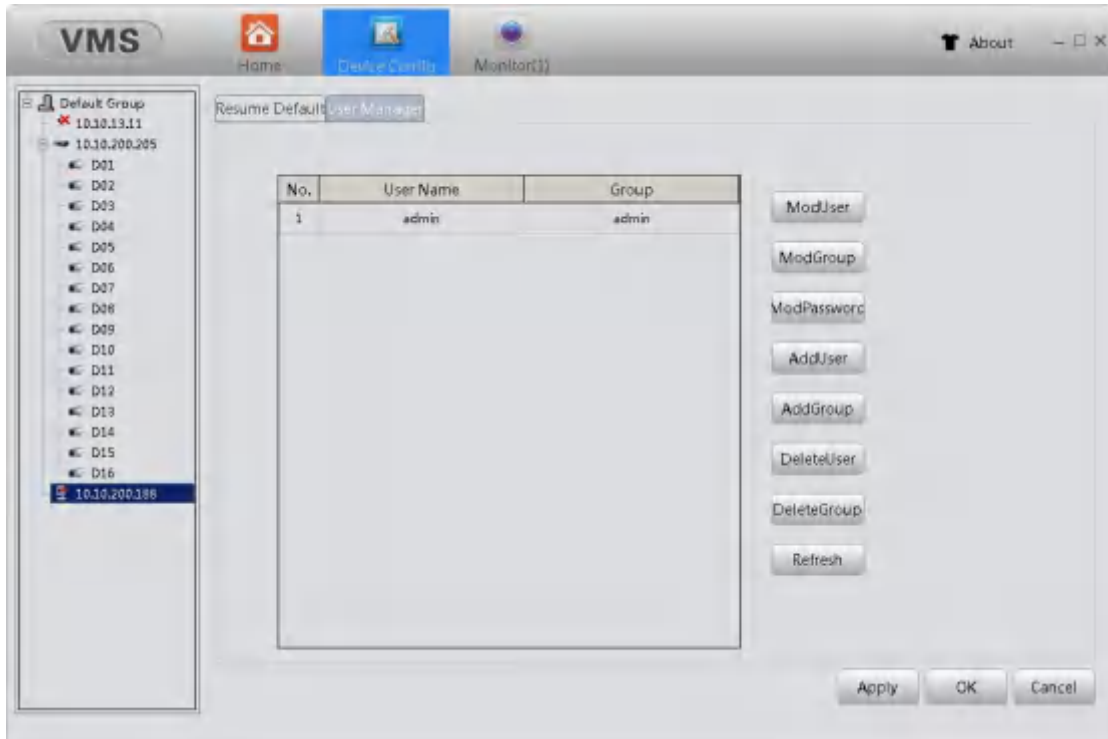 VMS
Home
Device Config
Monitor(1)
About
Default Group
10.10.13.11
10.10.200.205
D01
D02
D03
D04
D05
D06
D07
D08
D09
D10
D11
D12
D13
D14
D15
D16
10.10.200.186
Resume Default
User Manager
No. User Name Group
1 admin admin
ModUser
ModGroup
ModPassword
AddUser
AddGroup
DeleteUser
DeleteGroup
Refresh
Apply OK Cancel